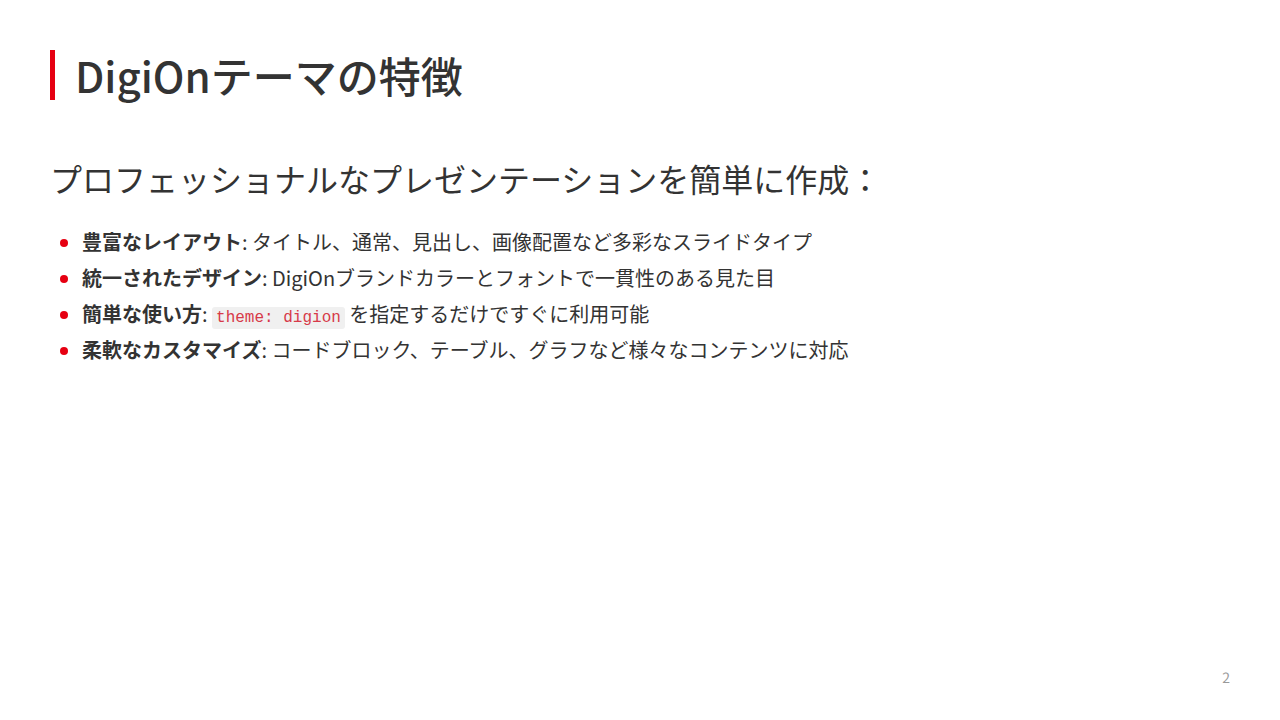 DigiOnテーマの特徴
プロフェッショナルなプレゼンテーションを簡単に作成：
豊富なレイアウト: タイトル、通常、見出し、画像配置など多彩なスライドタイプ
統一されたデザイン: DigiOnブランドカラーとフォントで一貫性のある見た目
簡単な使い方: theme: digion を指定するだけですぐに利用可能
柔軟なカスタマイズ: コードブロック、テーブル、グラフなど様々なコンテンツに対応
2